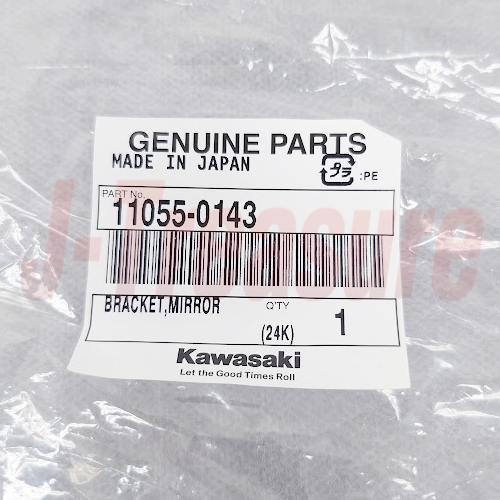 GENUINE PARTS
MADE IN JAPAN
プラ :PE
PART No.
11055-0143
BRACKET,MIRROR
Q'TY
(24K) 1
Kawasaki
Let the Good Times Roll
J-Treasure